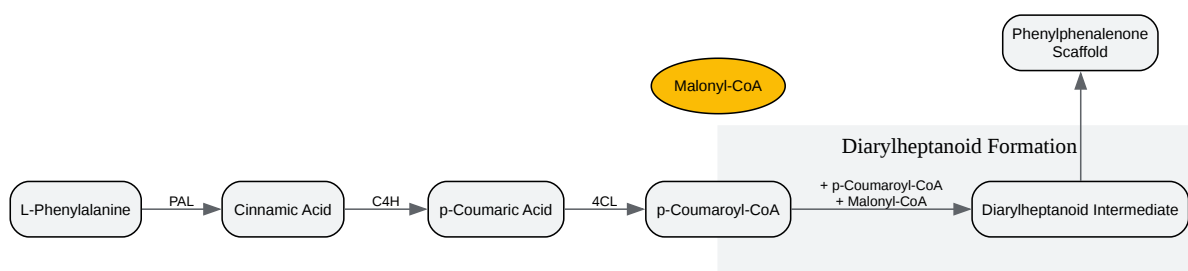 Phenylphenalenone
Scaffold
Malonyl-CoA
Diarylheptanoid Formation
L-Phenylalanine
PAL
Cinnamic Acid
C4H
p-Coumaric Acid
4CL
p-Coumaroyl-CoA
+ p-Coumaroyl-CoA
+ Malonyl-CoA
Diarylheptanoid Intermediate